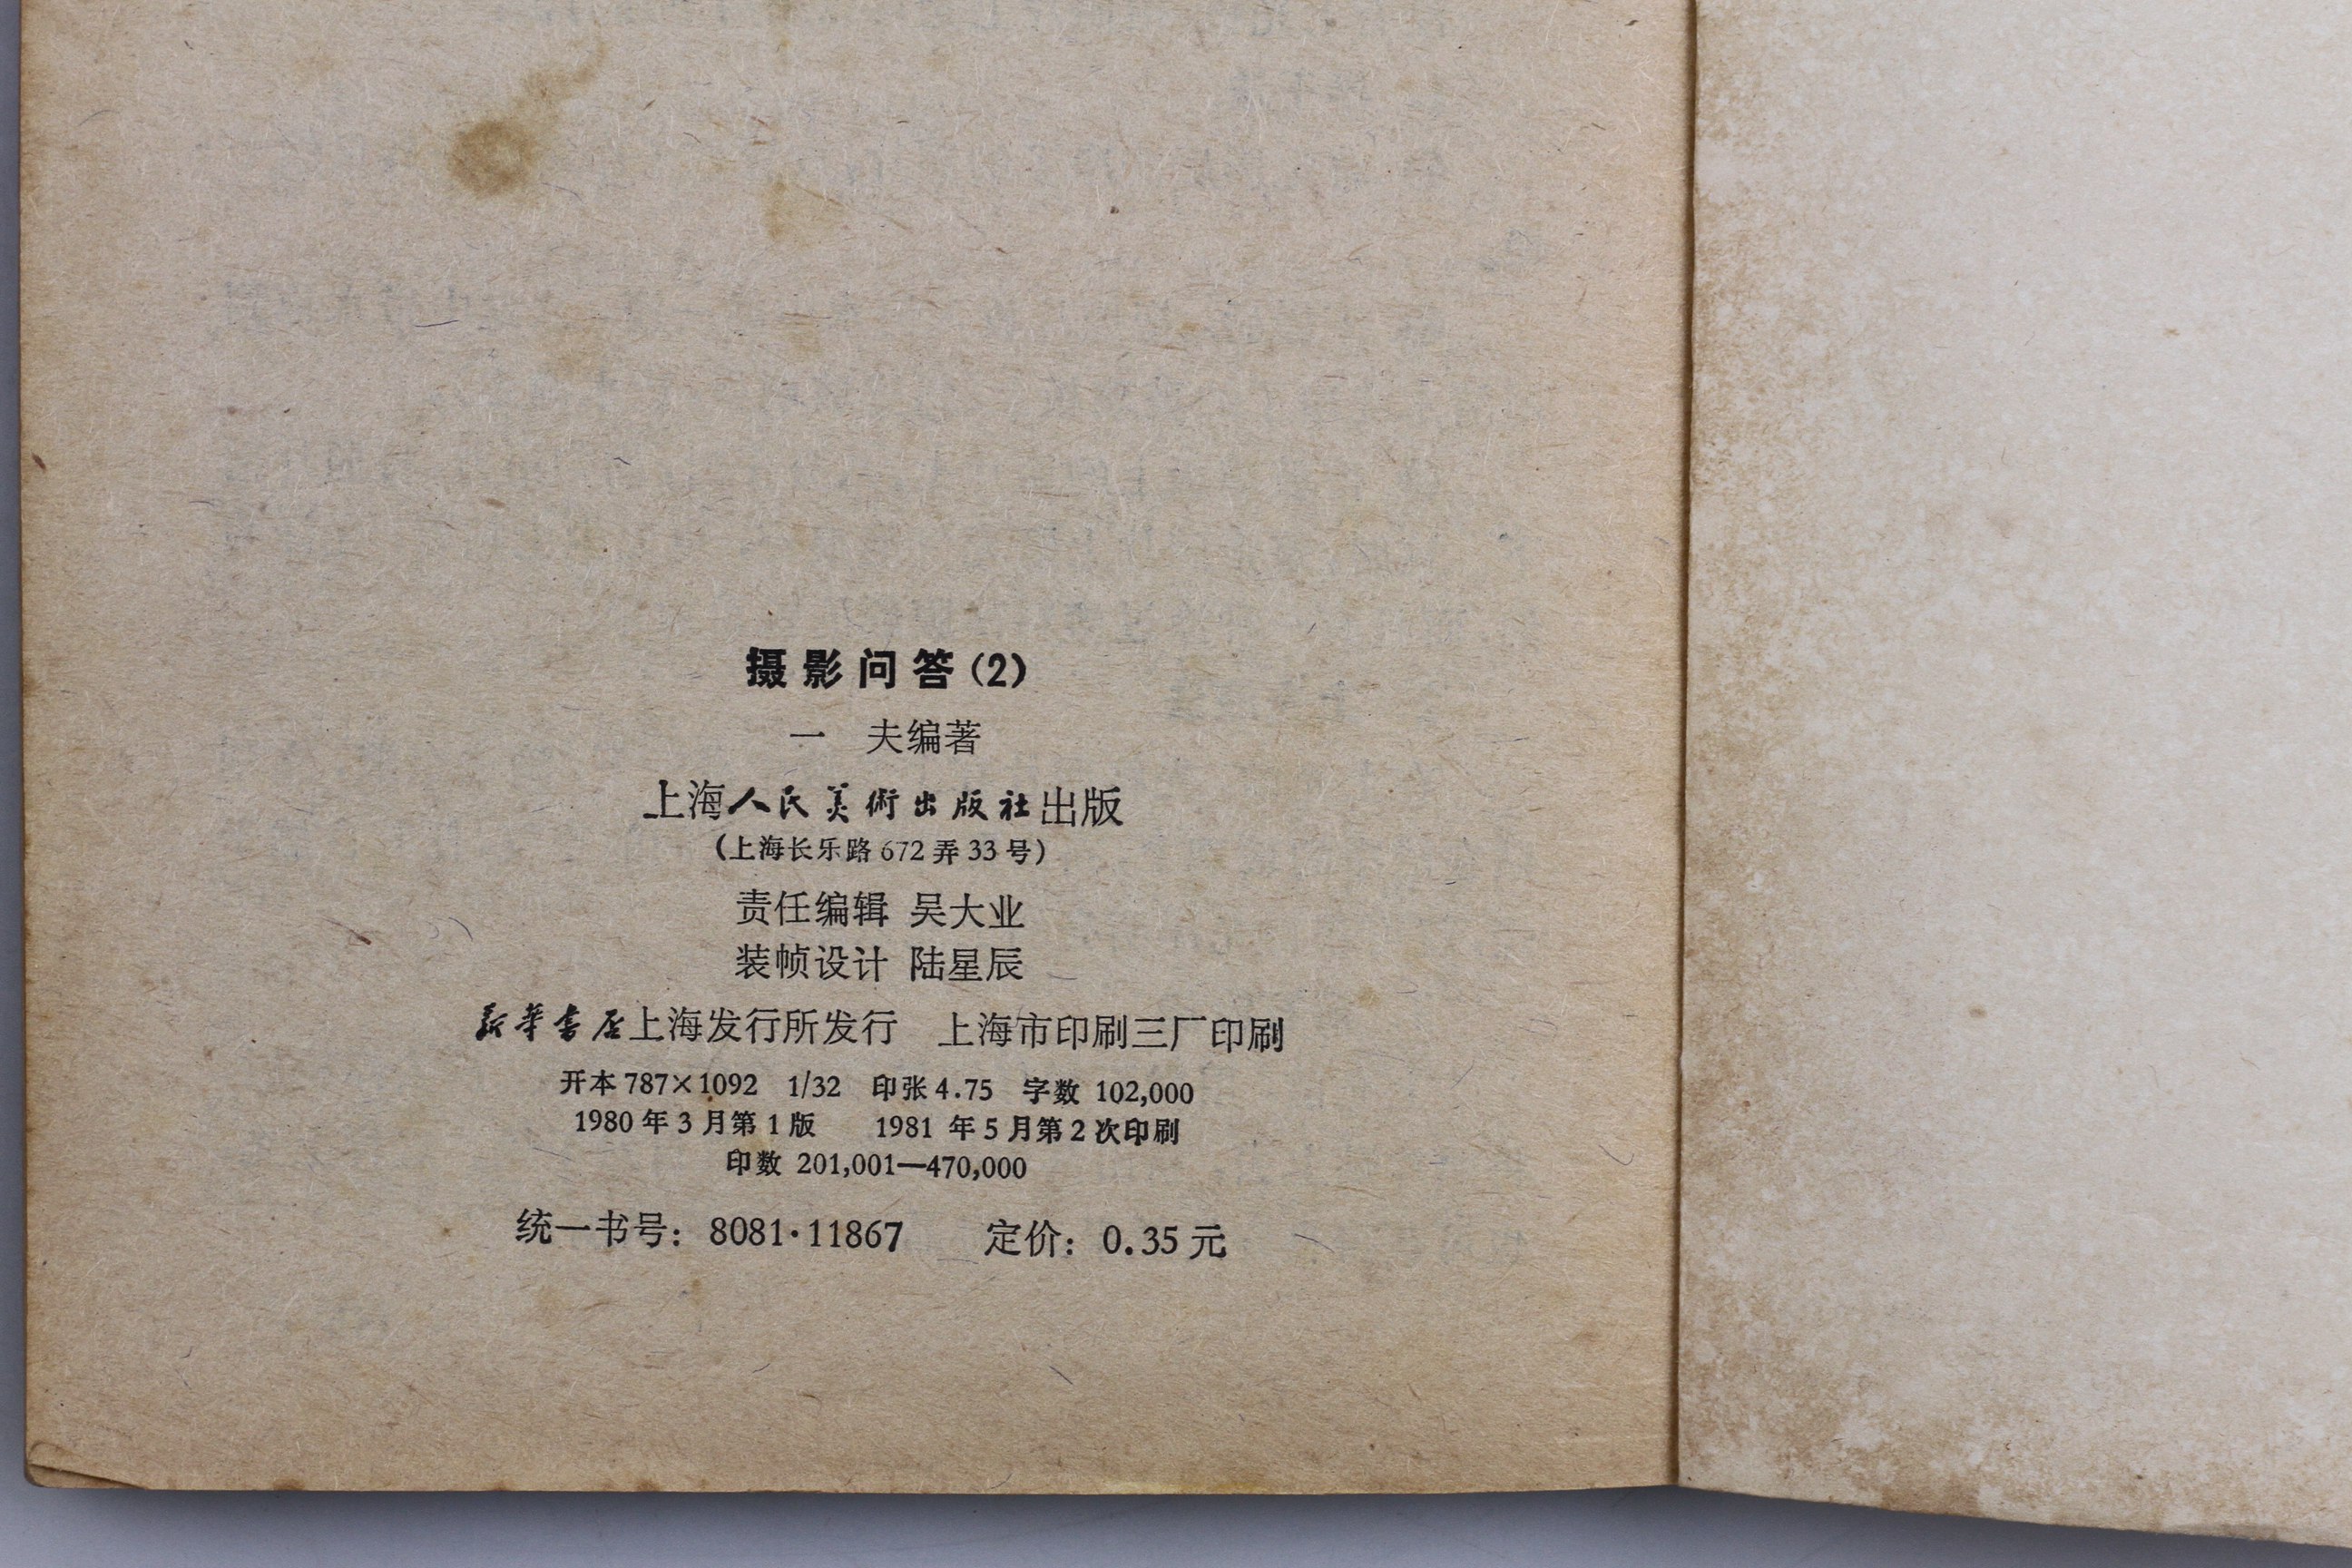 摄影问答(2)
一 夫编著
上海人民美術出版社出版
(上海长乐路672弄33号)
责任编辑 吴大业
装帧设计 陆星辰
新華書店上海发行所发行 上海市印刷三厂印刷
开本787×1092 1/32 印张4.75 字数 102,000
1980年3月第1版 1981年5月第2次印刷
印数 201,001—470,000
统一书号：8081·11867 定价：0.35元